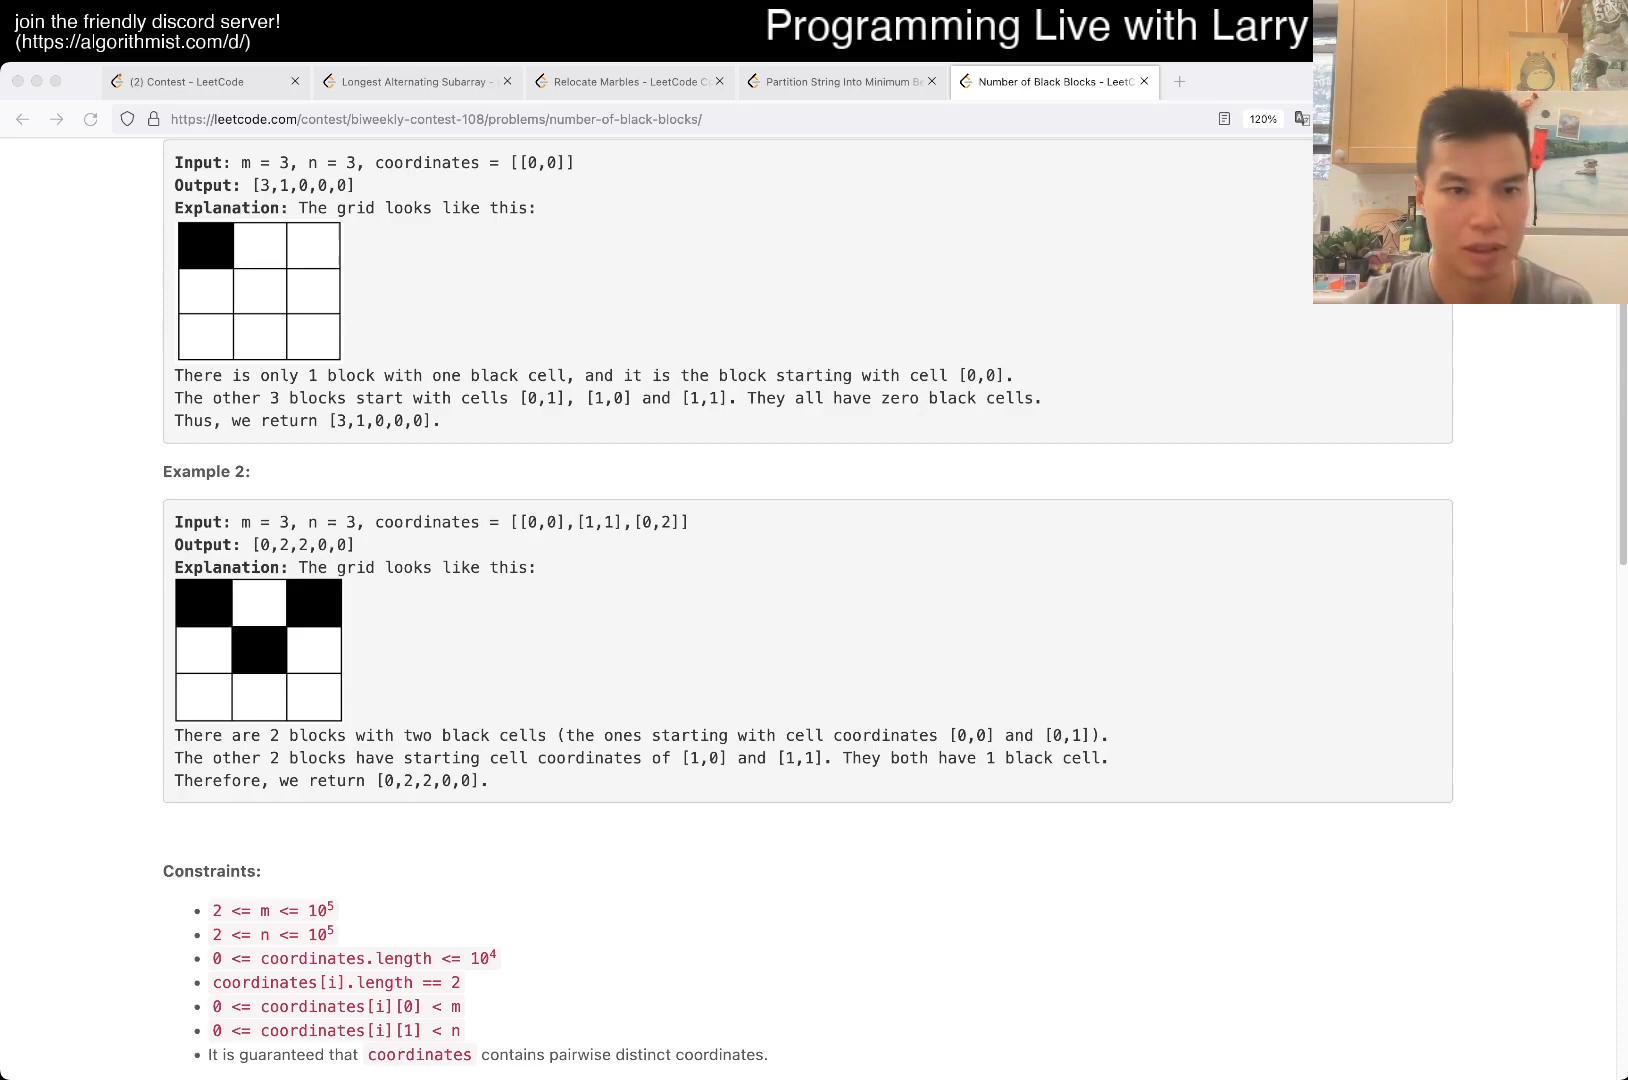 join the friendly discord server!
(https://algorithmist.com/d/)
Programming Live with Larry
(2) Contest - LeetCode
Longest Alternating Subarray -
Relocate Marbles - LeetCode C
Partition String Into Minimum Be
Number of Black Blocks - LeetC
https://leetcode.com/contest/biweekly-contest-108/problems/number-of-black-blocks/
120%
Input: m = 3, n = 3, coordinates = [[0,0]]
Output: [3,1,0,0,0]
Explanation: The grid looks like this:
There is only 1 block with one black cell, and it is the block starting with cell [0,0].
The other 3 blocks start with cells [0,1], [1,0] and [1,1]. They all have zero black cells.
Thus, we return [3,1,0,0,0].
Example 2:
Input: m = 3, n = 3, coordinates = [[0,0],[1,1],[0,2]]
Output: [0,2,2,0,0]
Explanation: The grid looks like this:
There are 2 blocks with two black cells (the ones starting with cell coordinates [0,0] and [0,1]).
The other 2 blocks have starting cell coordinates of [1,0] and [1,1]. They both have 1 black cell.
Therefore, we return [0,2,2,0,0].
Constraints:
• 2 <= m <= 10⁵
• 2 <= n <= 10⁵
• 0 <= coordinates.length <= 10⁴
• coordinates[i].length == 2
• 0 <= coordinates[i][0] < m
• 0 <= coordinates[i][1] < n
• It is guaranteed that coordinates contains pairwise distinct coordinates.